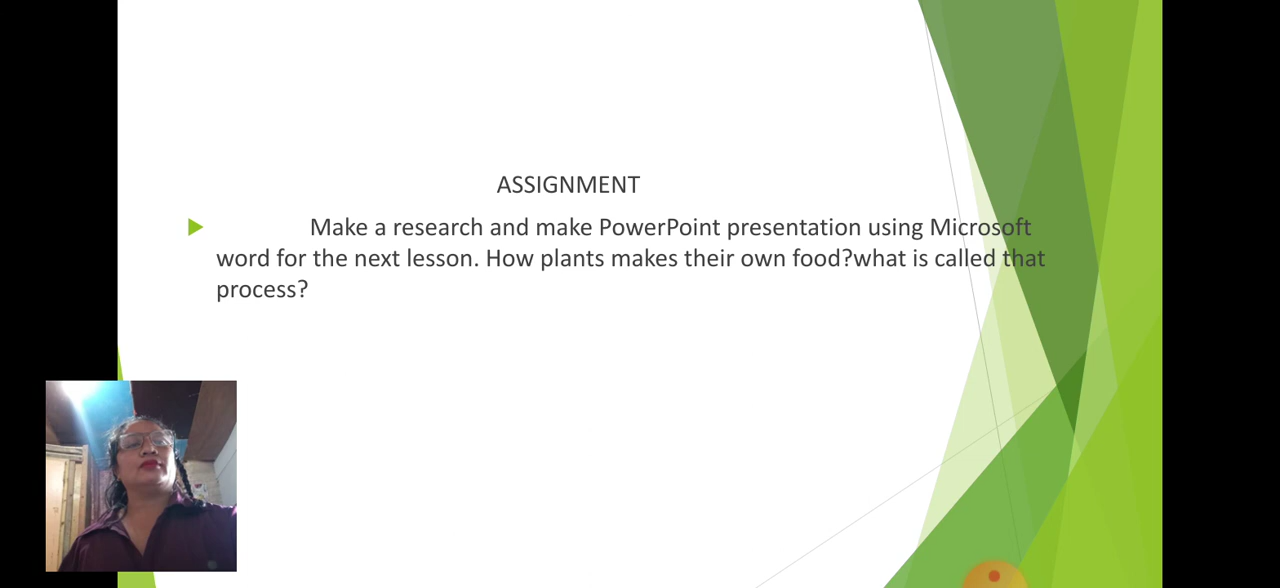 ASSIGNMENT
Make a research and make PowerPoint presentation using Microsoft
word for the next lesson. How plants makes their own food?what is called that
process?